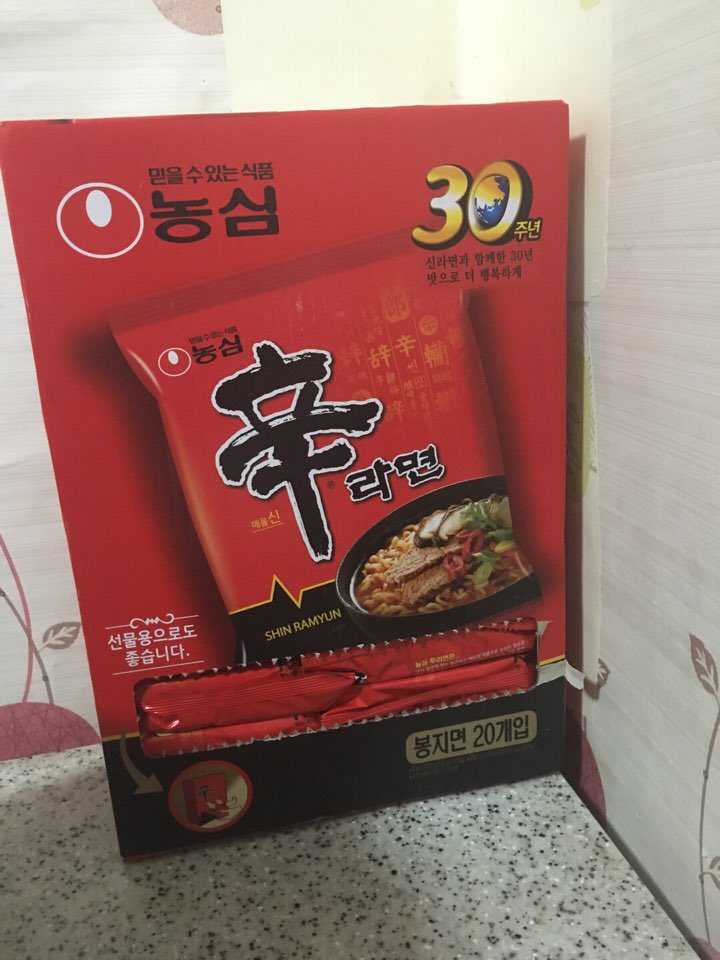 믿을 수 있는 식품
농심
30주년
신라면과 함께한 30년
맛으로 더 행복하게
믿을 수 있는 식품
농심
辛라면
®
매울 신
SHIN RAMYUN
선물용으로도
좋습니다.
봉지면 20개입
辛